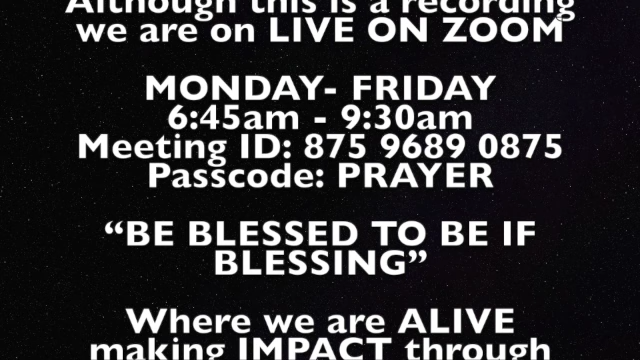 Although this is a recording
we are on LIVE ON ZOOM
MONDAY- FRIDAY
6:45am - 9:30am
Meeting ID: 875 9689 0875
Passcode: PRAYER
“BE BLESSED TO BE IF
BLESSING”
Where we are ALIVE
making IMPACT through